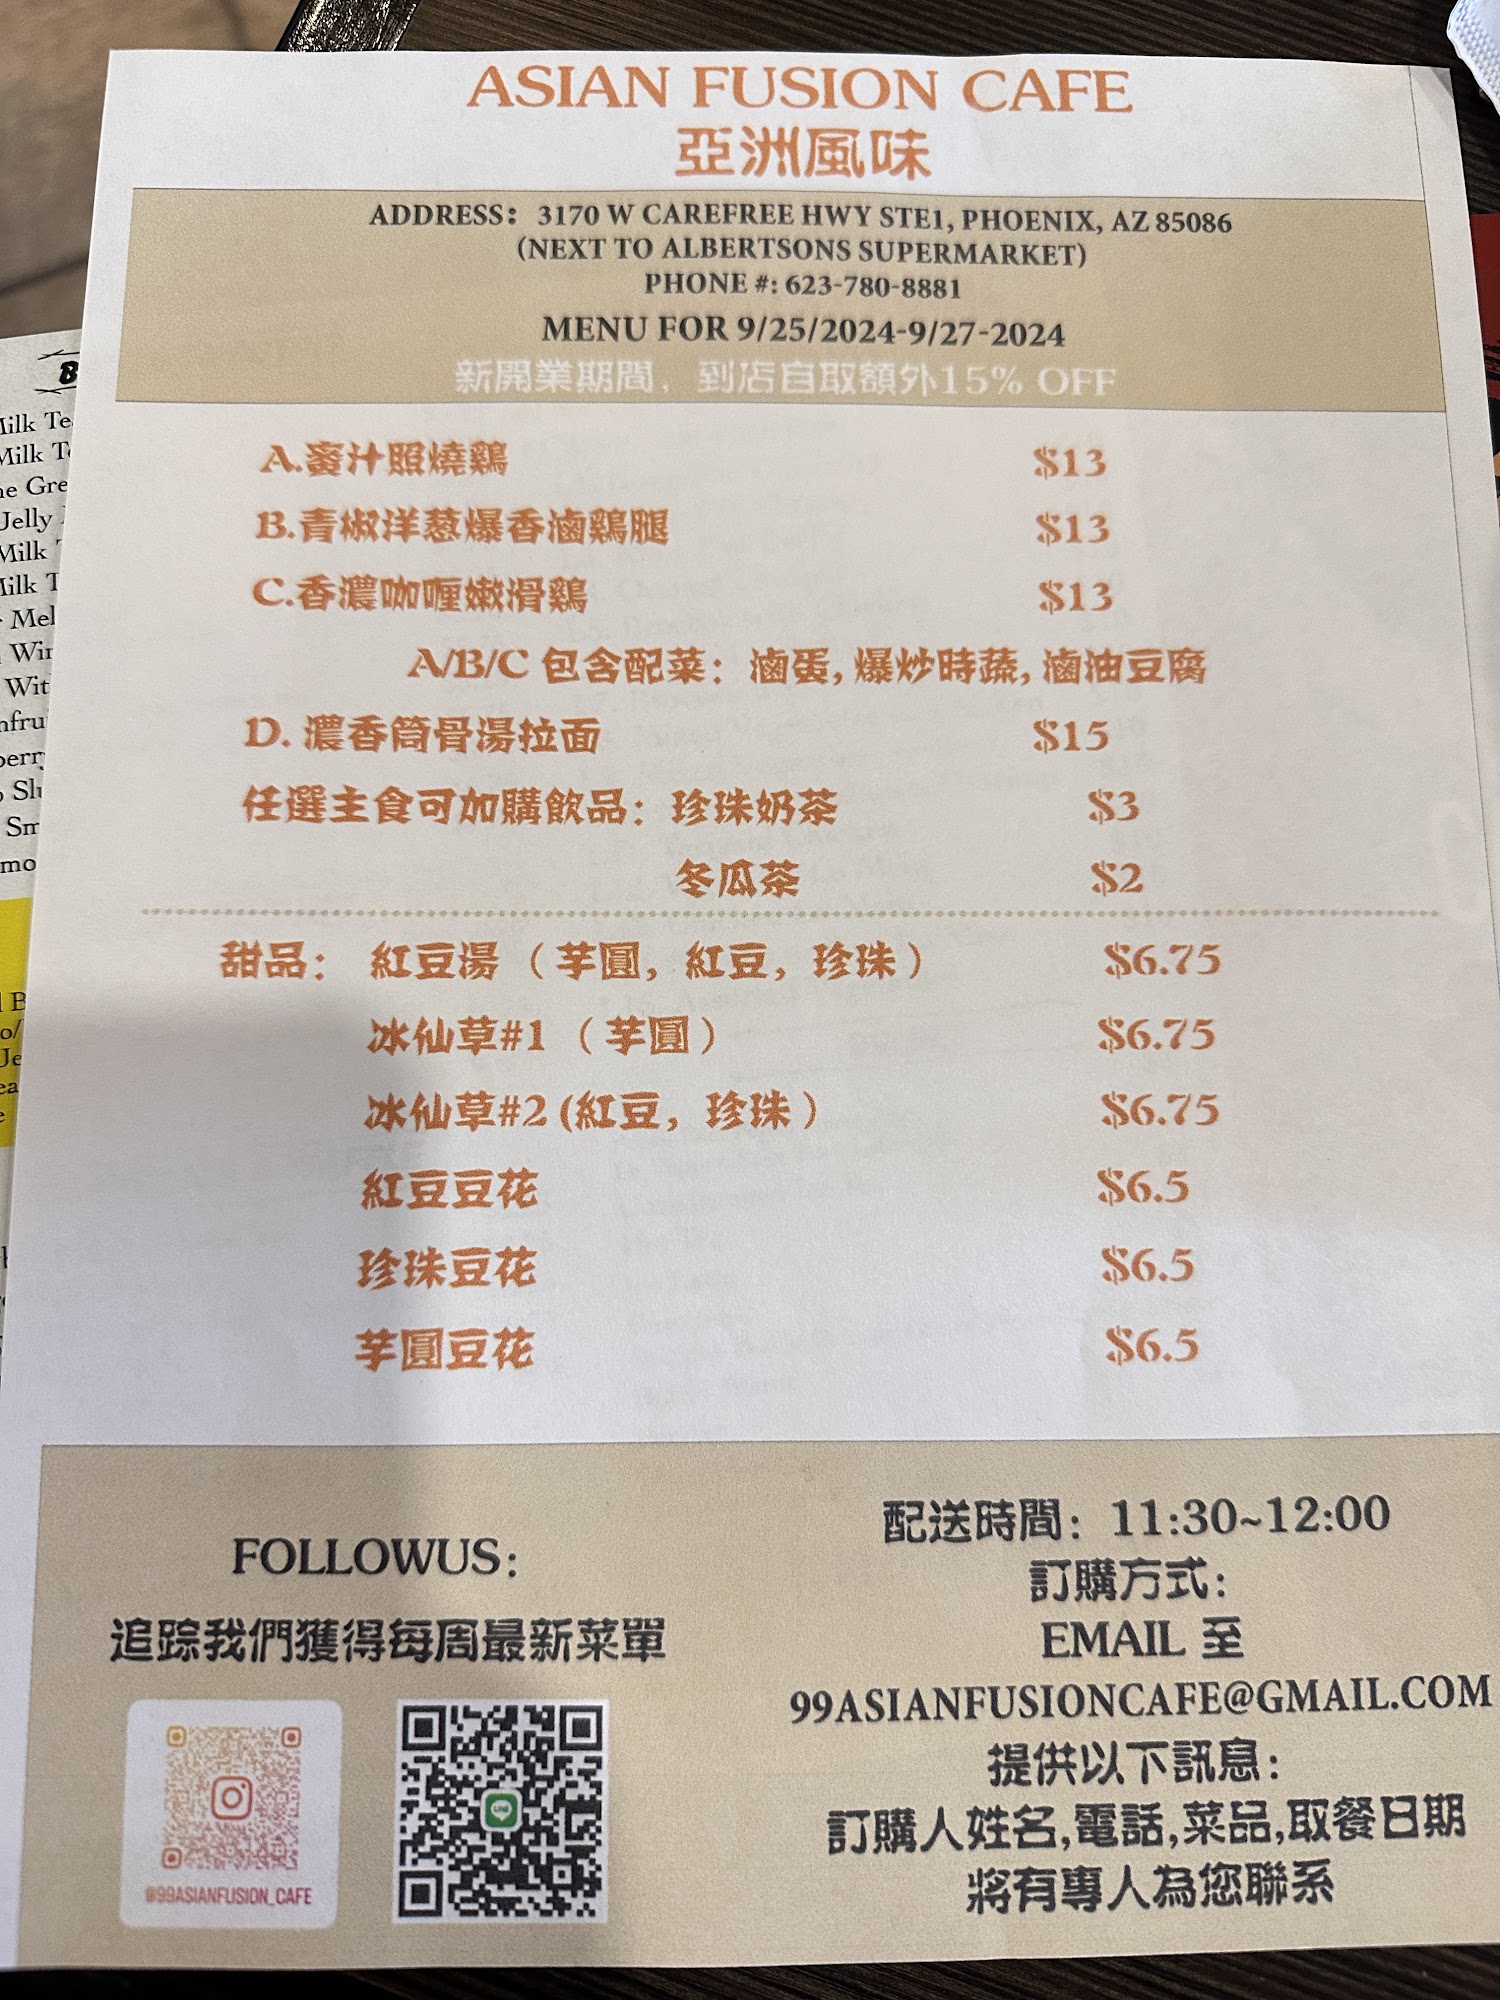 ASIAN FUSION CAFE
亞洲風味
ADDRESS: 3170 W CAREFREE HWY STE1, PHOENIX, AZ 85086
(NEXT TO ALBERTSONS SUPERMARKET)
PHONE #: 623-780-8881
MENU FOR 9/25/2024-9/27-2024
新開業期間，到店自取額外15% OFF
A.蜜汁照燒鷄 $13
B.青椒洋葱爆香滷鷄腿 $13
C.香濃咖喱嫩滑鷄 $13
A/B/C 包含配菜：滷蛋,爆炒時蔬,滷油豆腐
D. 濃香筒骨湯拉面 $15
任選主食可加購飲品：珍珠奶茶 $3
冬瓜茶 $2
甜品： 紅豆湯（芋圓，紅豆，珍珠） $6.75
冰仙草#1（芋圓） $6.75
冰仙草#2 (紅豆，珍珠） $6.75
紅豆豆花 $6.5
珍珠豆花 $6.5
芋圓豆花 $6.5
FOLLOWUS:
追踪我們獲得每周最新菜單
@99ASIANFUSION_CAFE
LINE
配送時間：11:30~12:00
訂購方式：
EMAIL 至
99ASIANFUSIONCAFE@GMAIL.COM
提供以下訊息：
訂購人姓名,電話,菜品,取餐日期
將有專人為您聯系
Milk
Milk
Gre
Jelly
Milk
Milk